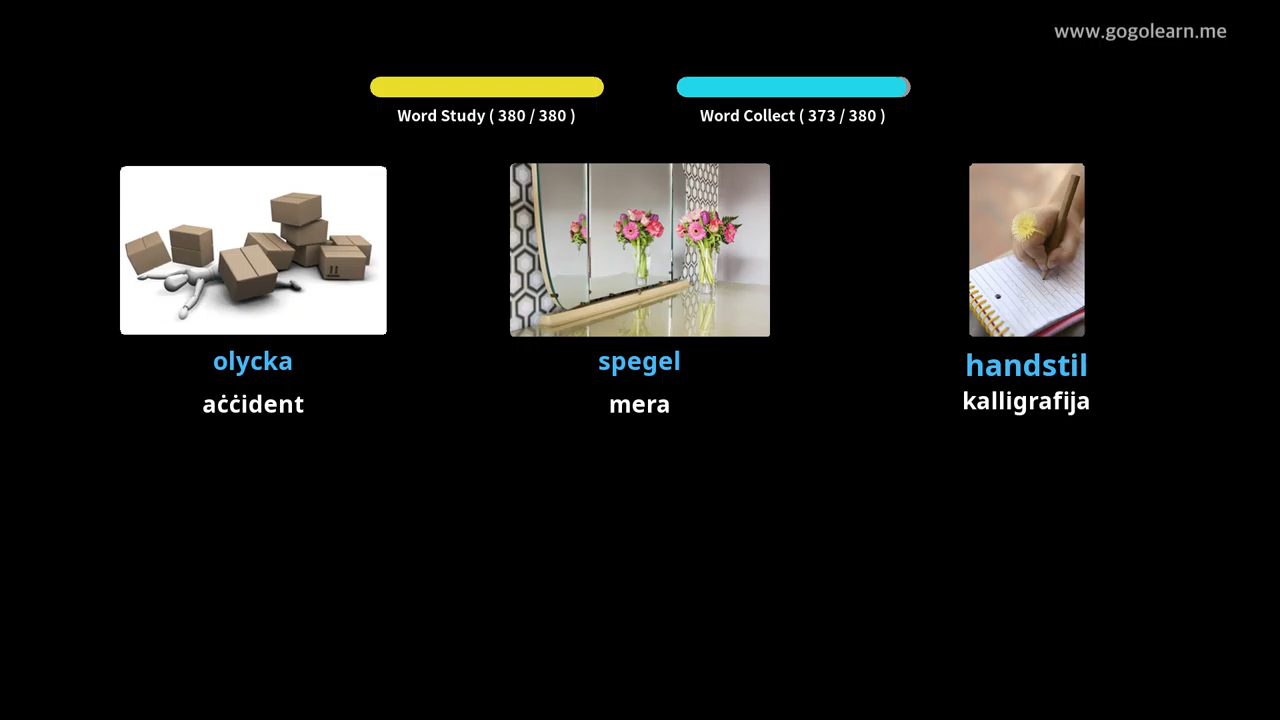 www.gogolearn.me
Word Study ( 380 / 380 )
Word Collect ( 373 / 380 )
olycka
spegel
handstil
aċċident
mera
kalligrafija